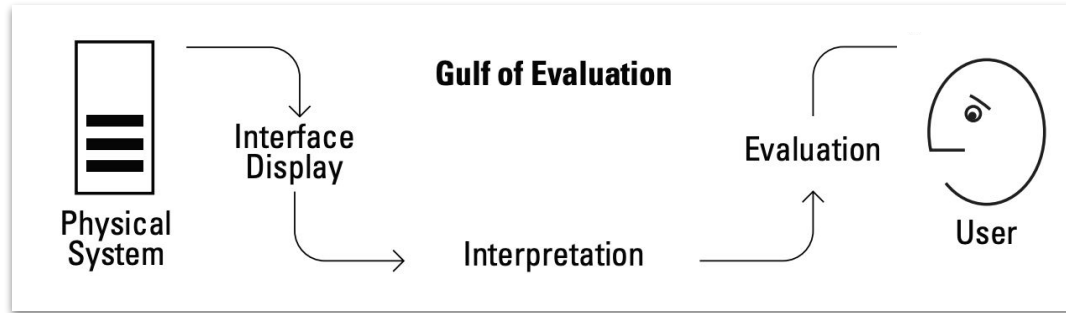 Gulf of Evaluation
Interface
Display
Evaluation
Physical
System
Interpretation
User